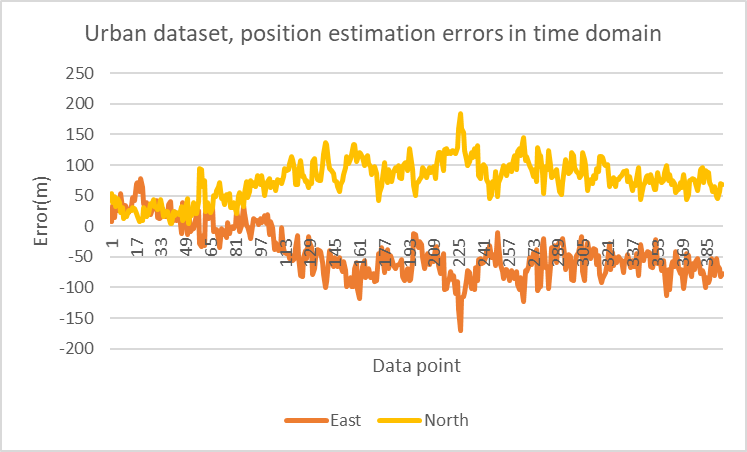 Urban dataset, position estimation errors in time domain
250
200
150
100
50
0
-50
-100
-150
-200
Error(m)
1 17 33 49 65 81 97 113 129 145 161 177 193 209 225 241 257 273 289 305 321 337 353 369 385
Data point
East North